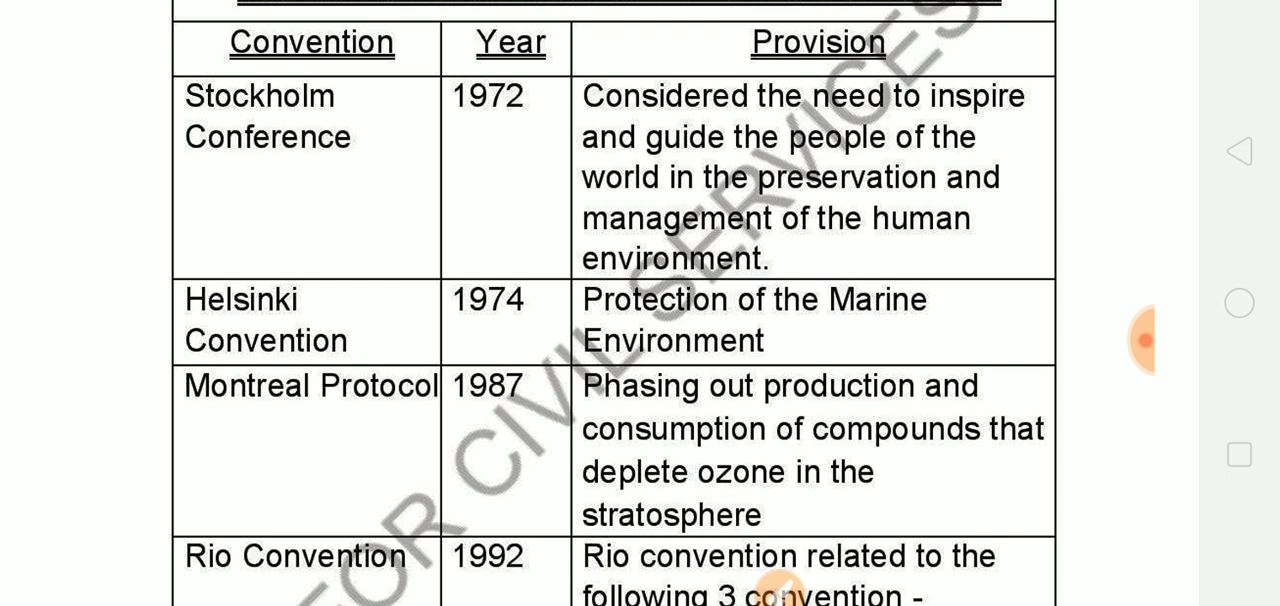 Convention Year Provision
Stockholm 1972 Considered the need to inspire
Conference and guide the people of the
world in the preservation and
management of the human
environment.
Helsinki 1974 Protection of the Marine
Convention Environment
Montreal Protocol 1987 Phasing out production and
consumption of compounds that
deplete ozone in the
stratosphere
Rio Convention 1992 Rio convention related to the
following 3 convention -
FOR CIVIL SERVICES